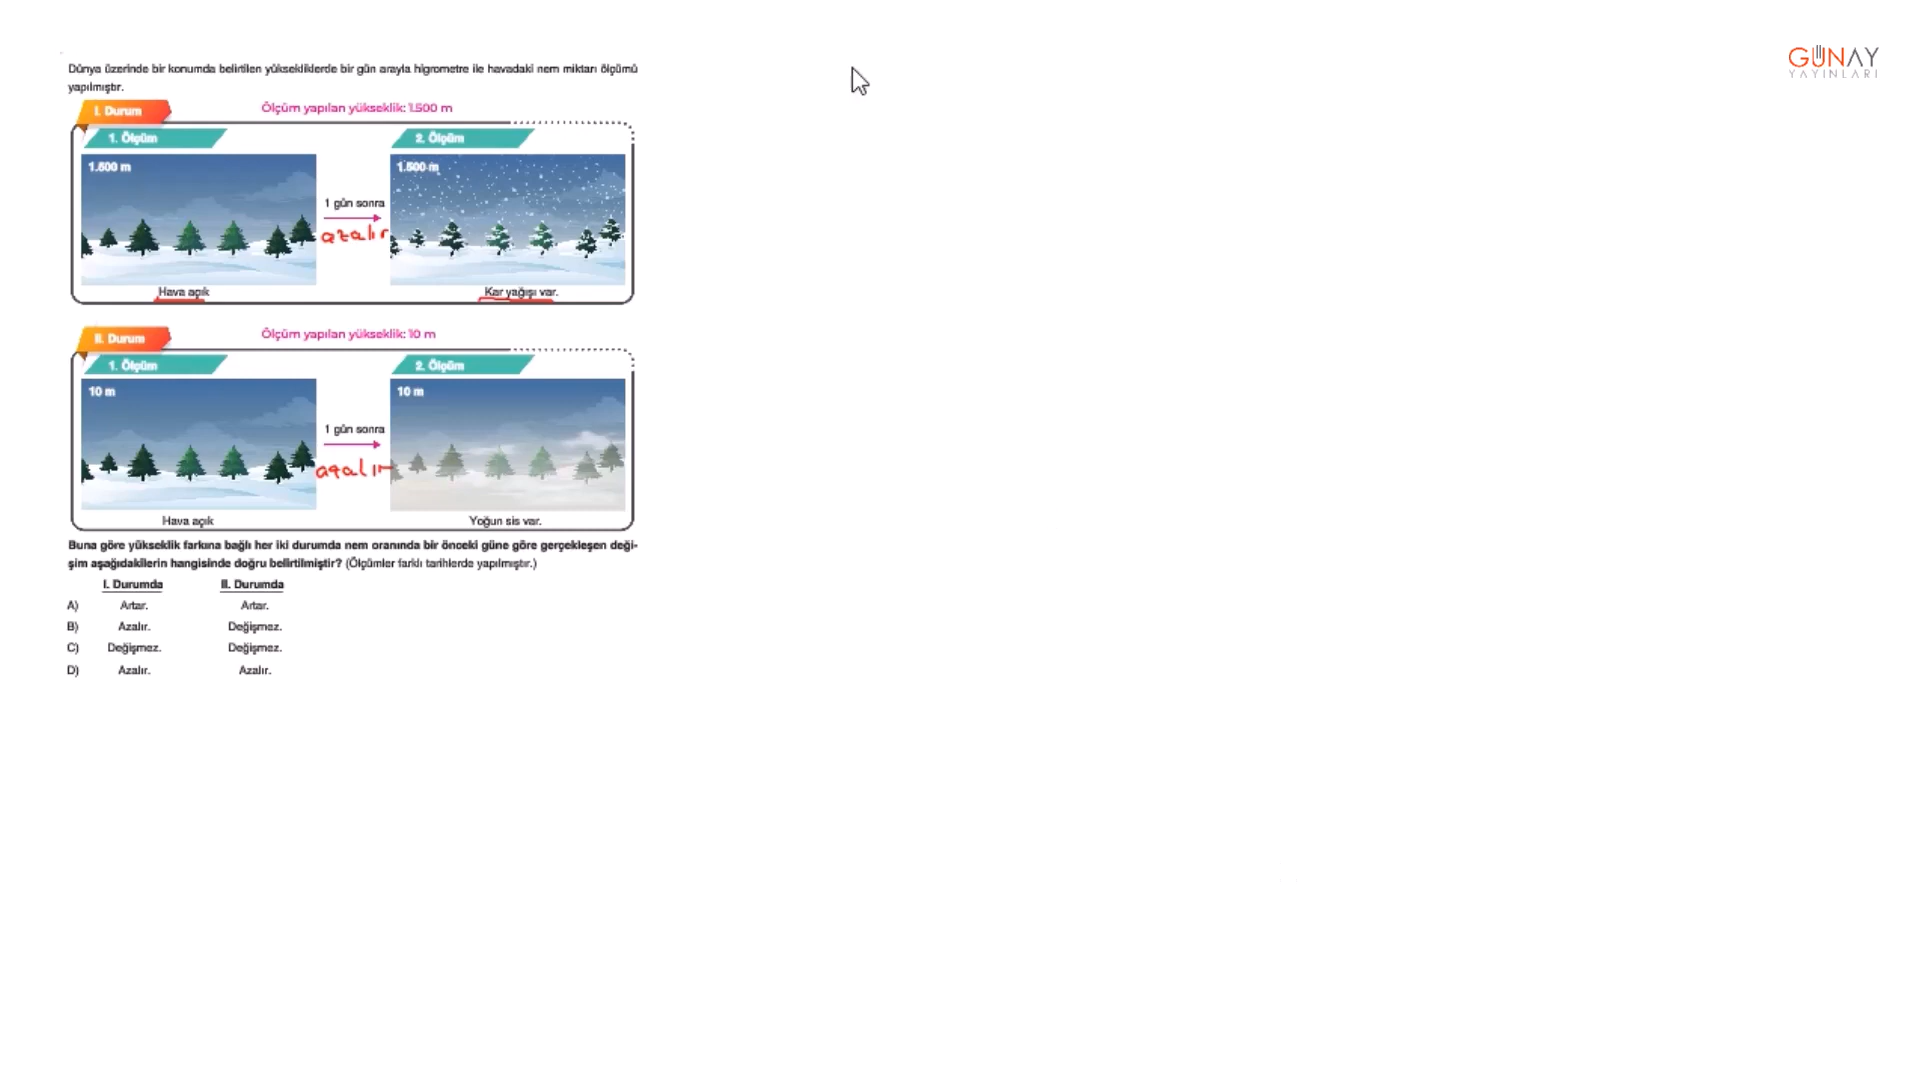 GÜNAY
YAYINLARI
Dünya üzerinde bir konumda belirtilen yüksekliklerde bir gün arayla higrometre ile havadaki nem miktarı ölçümü
yapılmıştır.
I. Durum
Ölçüm yapılan yükseklik: 1.500 m
1. Ölçüm
2. Ölçüm
1.500 m
1.500 m
1 gün sonra
azalır
Hava açık
Kar yağışı var.
II. Durum
Ölçüm yapılan yükseklik: 10 m
1. Ölçüm
2. Ölçüm
10 m
10 m
1 gün sonra
azalır
Hava açık
Yoğun sis var.
Buna göre yükseklik farkına bağlı her iki durumda nem oranında bir önceki güne göre gerçekleşen deği-
şim aşağıdakilerin hangisinde doğru belirtilmiştir? (Ölçümler farklı tarihlerde yapılmıştır.)
I. Durumda II. Durumda
A) Artar. Artar.
B) Azalır. Değişmez.
C) Değişmez. Değişmez.
D) Azalır. Azalır.